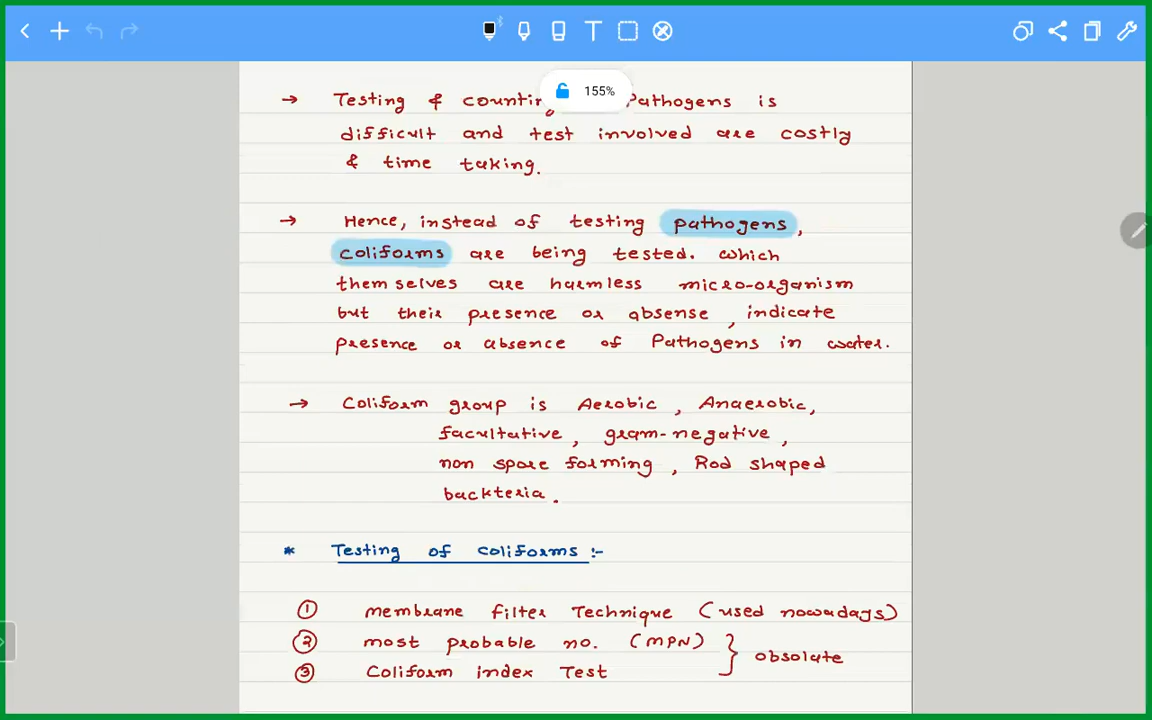 155%
→ Testing & counting Pathogens is
difficult and test involved are costly
& time taking.
→ Hence, instead of testing pathogens,
coliforms are being tested. which
them selves are harmless micro-organism
but their presence or absense, indicate
presence or absence of Pathogens in water.
→ Coliform group is Aerobic, Anaerobic,
facultative, gram-negative,
non spore forming, Rod shaped
backteria.
* Testing of coliforms :-
① membrane filter Technique (used nowadays)
② most probable no. (MPN)
③ Coliform index Test
} obsolate